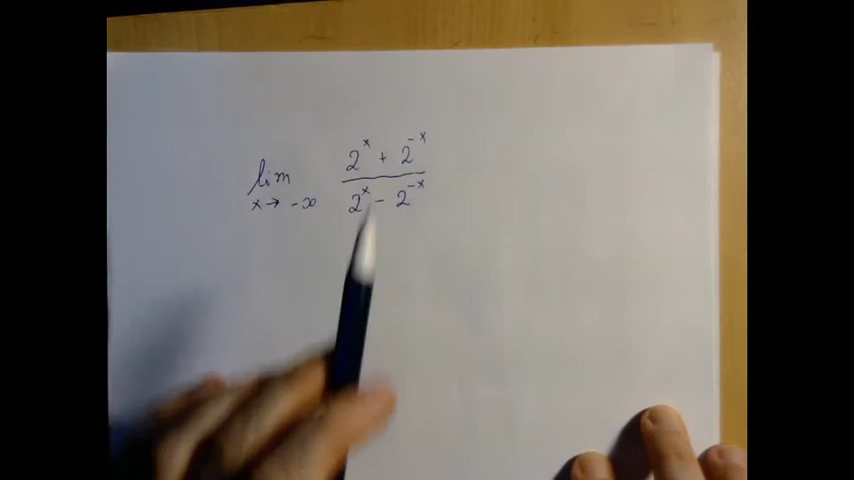 lim 2^x + 2^-x
x → -∞ 2^x - 2^-x